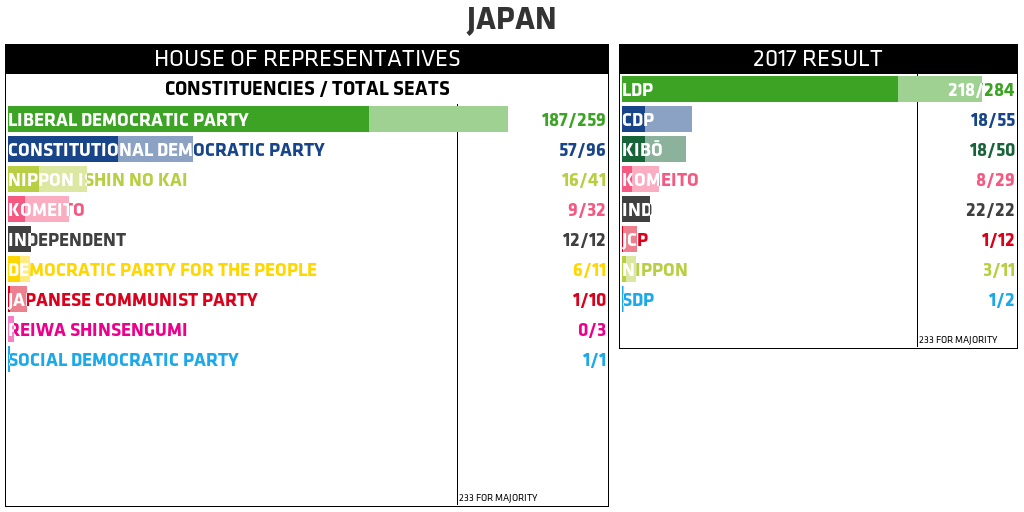 JAPAN
HOUSE OF REPRESENTATIVES
CONSTITUENCIES / TOTAL SEATS
LIBERAL DEMOCRATIC PARTY 187/259
CONSTITUTIONAL DEMOCRATIC PARTY 57/96
NIPPON ISHIN NO KAI 16/41
KOMEITO 9/32
INDEPENDENT 12/12
DEMOCRATIC PARTY FOR THE PEOPLE 6/11
JAPANESE COMMUNIST PARTY 1/10
REIWA SHINSENGUMI 0/3
SOCIAL DEMOCRATIC PARTY 1/1
233 FOR MAJORITY
2017 RESULT
LDP 218/284
CDP 18/55
KIBŌ 18/50
KOMEITO 8/29
IND 22/22
JCP 1/12
NIPPON 3/11
SDP 1/2
233 FOR MAJORITY